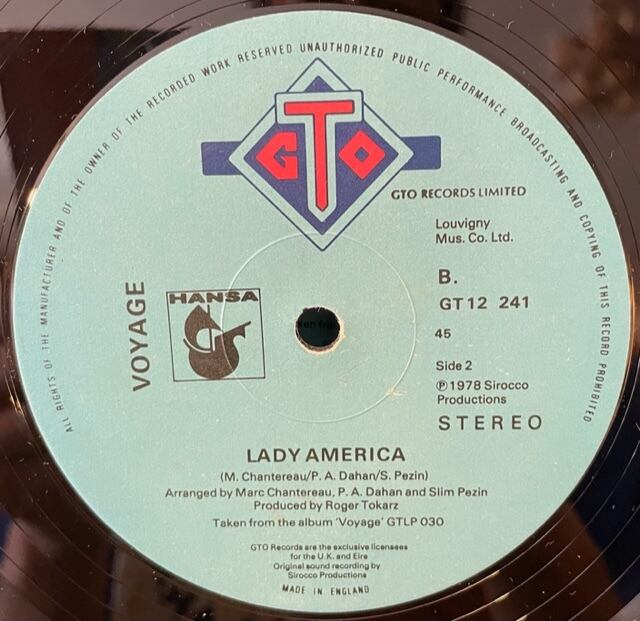 ALL RIGHTS OF THE MANUFACTURER AND OF THE OWNER OF THE RECORDED WORK RESERVED UNAUTHORIZED PUBLIC PERFORMANCE BROADCASTING AND COPYING OF THIS RECORD PROHIBITED
GTO
GTO RECORDS LIMITED
Louvigny
Mus. Co. Ltd.
B.
GT12 241
45
Side 2
℗1978 Sirocco
Productions
STEREO
VOYAGE
HANSA
LADY AMERICA
(M. Chantereau/P. A. Dahan/S. Pezin)
Arranged by Marc Chantereau, P. A. Dahan and Slim Pezin
Produced by Roger Tokarz
Taken from the album 'Voyage' GTLP 030
GTO Records are the exclusive licensees
for the U.K. and Eire
Original sound recording by
Sirocco Productions
MADE IN ENGLAND